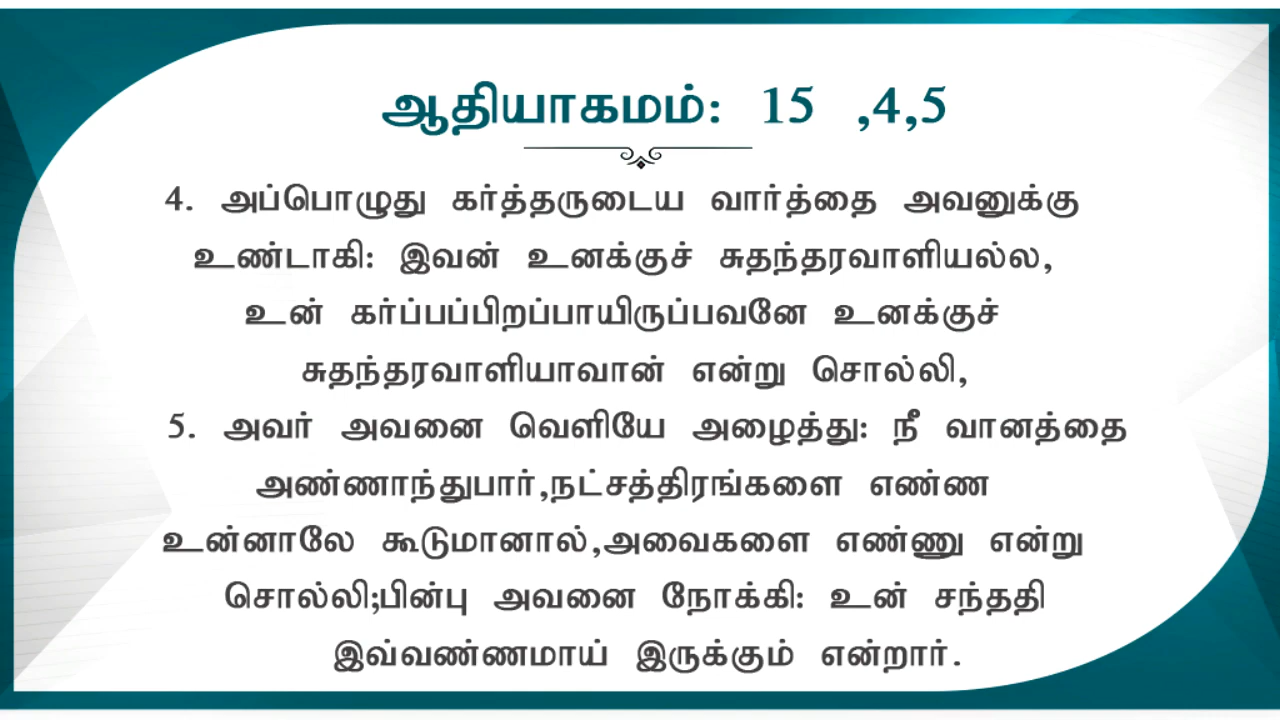 ஆதியாகமம்: 15 ,4,5
4. அப்பொழுது கர்த்தருடைய வார்த்தை அவனுக்கு
உண்டாகி: இவன் உனக்குச் சுதந்தரவாளியல்ல,
உன் கர்ப்பப்பிறப்பாயிருப்பவனே உனக்குச்
சுதந்தரவாளியாவான் என்று சொல்லி,
5. அவர் அவனை வெளியே அழைத்து: நீ வானத்தை
அண்ணாந்துபார்,நட்சத்திரங்களை எண்ண
உன்னாலே கூடுமானால்,அவைகளை எண்ணு என்று
சொல்லி;பின்பு அவனை நோக்கி: உன் சந்ததி
இவ்வண்ணமாய் இருக்கும் என்றார்.